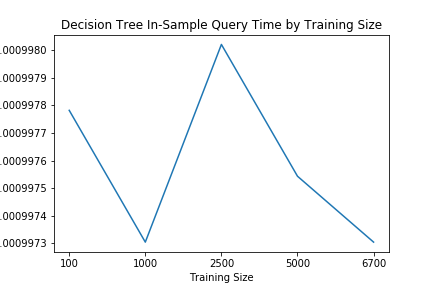 Decision Tree In-Sample Query Time by Training Size
.0009980
.0009979
.0009978
.0009977
.0009976
.0009975
.0009974
.0009973
100 1000 2500 5000 6700
Training Size